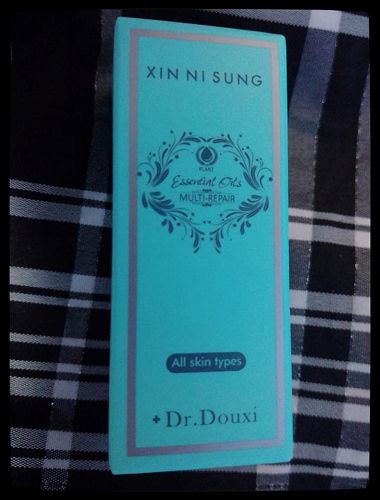 XIN NI SUNG
PLANT
Essential Oils
MULTI-REPAIR
All skin types
+Dr.Douxi